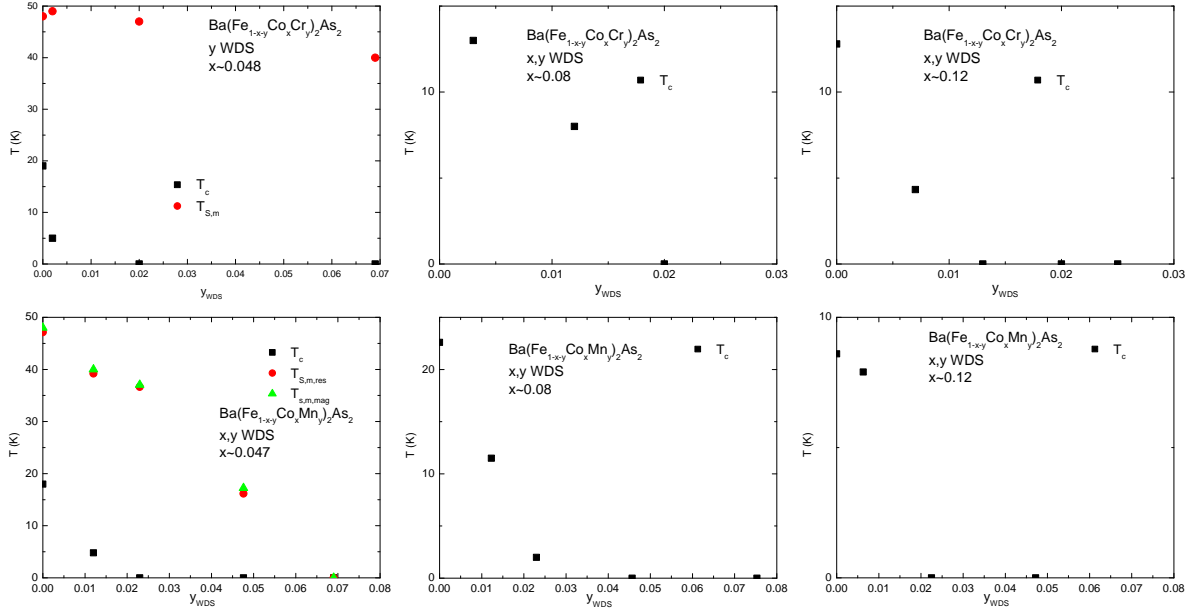 50
40
30
20
10
0
T (K)
Ba(Fe1-x-yCoxCry)2As2
y WDS
x~0.048
Tc
TS,m
0.00 0.01 0.02 0.03 0.04 0.05 0.06 0.07
yWDS
10
0
T (K)
Ba(Fe1-x-yCoxCry)2As2
x,y WDS
x~0.08
Tc
0.00 0.01 0.02 0.03
yWDS
10
0
T (K)
Ba(Fe1-x-yCoxCry)2As2
x,y WDS
x~0.12
Tc
0.00 0.01 0.02 0.03
yWDS
50
40
30
20
10
0
T (K)
Tc
TS,m,res
Ts,m,mag
Ba(Fe1-x-yCoxMny)2As2
x,y WDS
x~0.047
0.00 0.01 0.02 0.03 0.04 0.05 0.06 0.07 0.08
yWDS
20
10
0
T (K)
Ba(Fe1-x-yCoxMny)2As2
x,y WDS
x~0.08
Tc
0.00 0.01 0.02 0.03 0.04 0.05 0.06 0.07 0.08
yWDS
10
0
T (K)
Ba(Fe1-x-yCoxMny)2As2
x,y WDS
x~0.12
Tc
0.00 0.01 0.02 0.03 0.04 0.05 0.06 0.07 0.08
yWDS